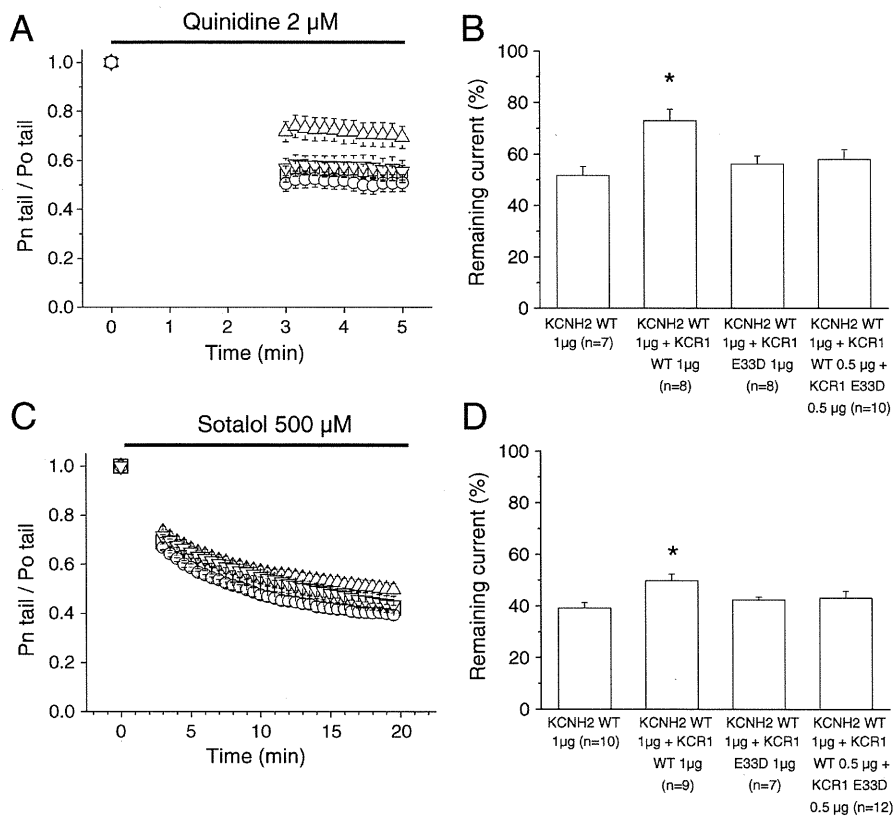 A
Quinidine 2 µM
Pn tail / Po tail
1.0
0.8
0.6
0.4
0.2
0.0
0
1
2
3
4
5
Time (min)
B
Remaining current (%)
100
80
60
40
20
0
*
KCNH2 WT
1µg (n=7)
KCNH2 WT
1µg + KCR1
WT 1µg
(n=8)
KCNH2 WT
1µg + KCR1
E33D 1µg
(n=8)
KCNH2 WT
1µg + KCR1
WT 0.5 µg +
KCR1 E33D
0.5 µg (n=10)
C
Sotalol 500 µM
Pn tail / Po tail
1.0
0.8
0.6
0.4
0.2
0.0
0
5
10
15
20
Time (min)
D
Remaining current (%)
100
80
60
40
20
0
*
KCNH2 WT
1µg (n=10)
KCNH2 WT
1µg + KCR1
WT 1µg
(n=9)
KCNH2 WT
1µg + KCR1
E33D 1µg
(n=7)
KCNH2 WT
1µg + KCR1
WT 0.5 µg +
KCR1 E33D
0.5 µg (n=12)